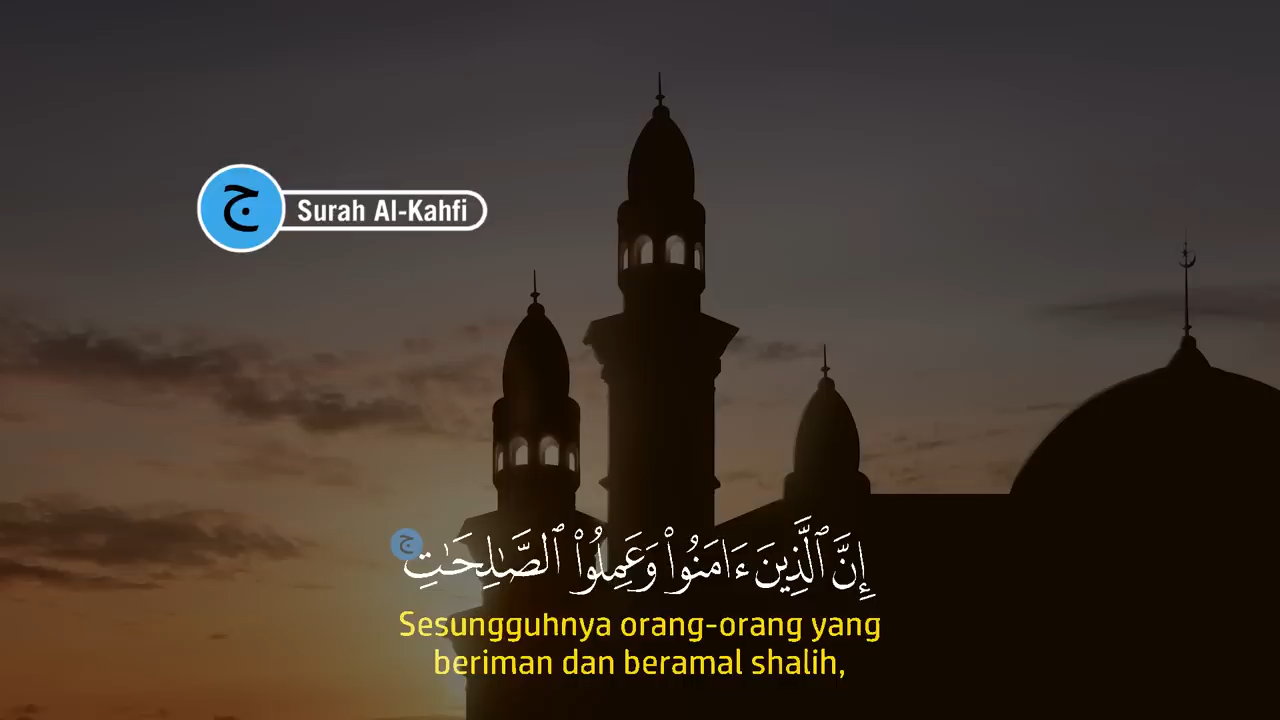 ج
Surah Al-Kahfi
إِنَّ ٱلَّذِينَ ءَامَنُوا۟ وَعَمِلُوا۟ ٱلصَّـٰلِحَـٰتِ
ج
Sesungguhnya orang-orang yang
beriman dan beramal shalih,